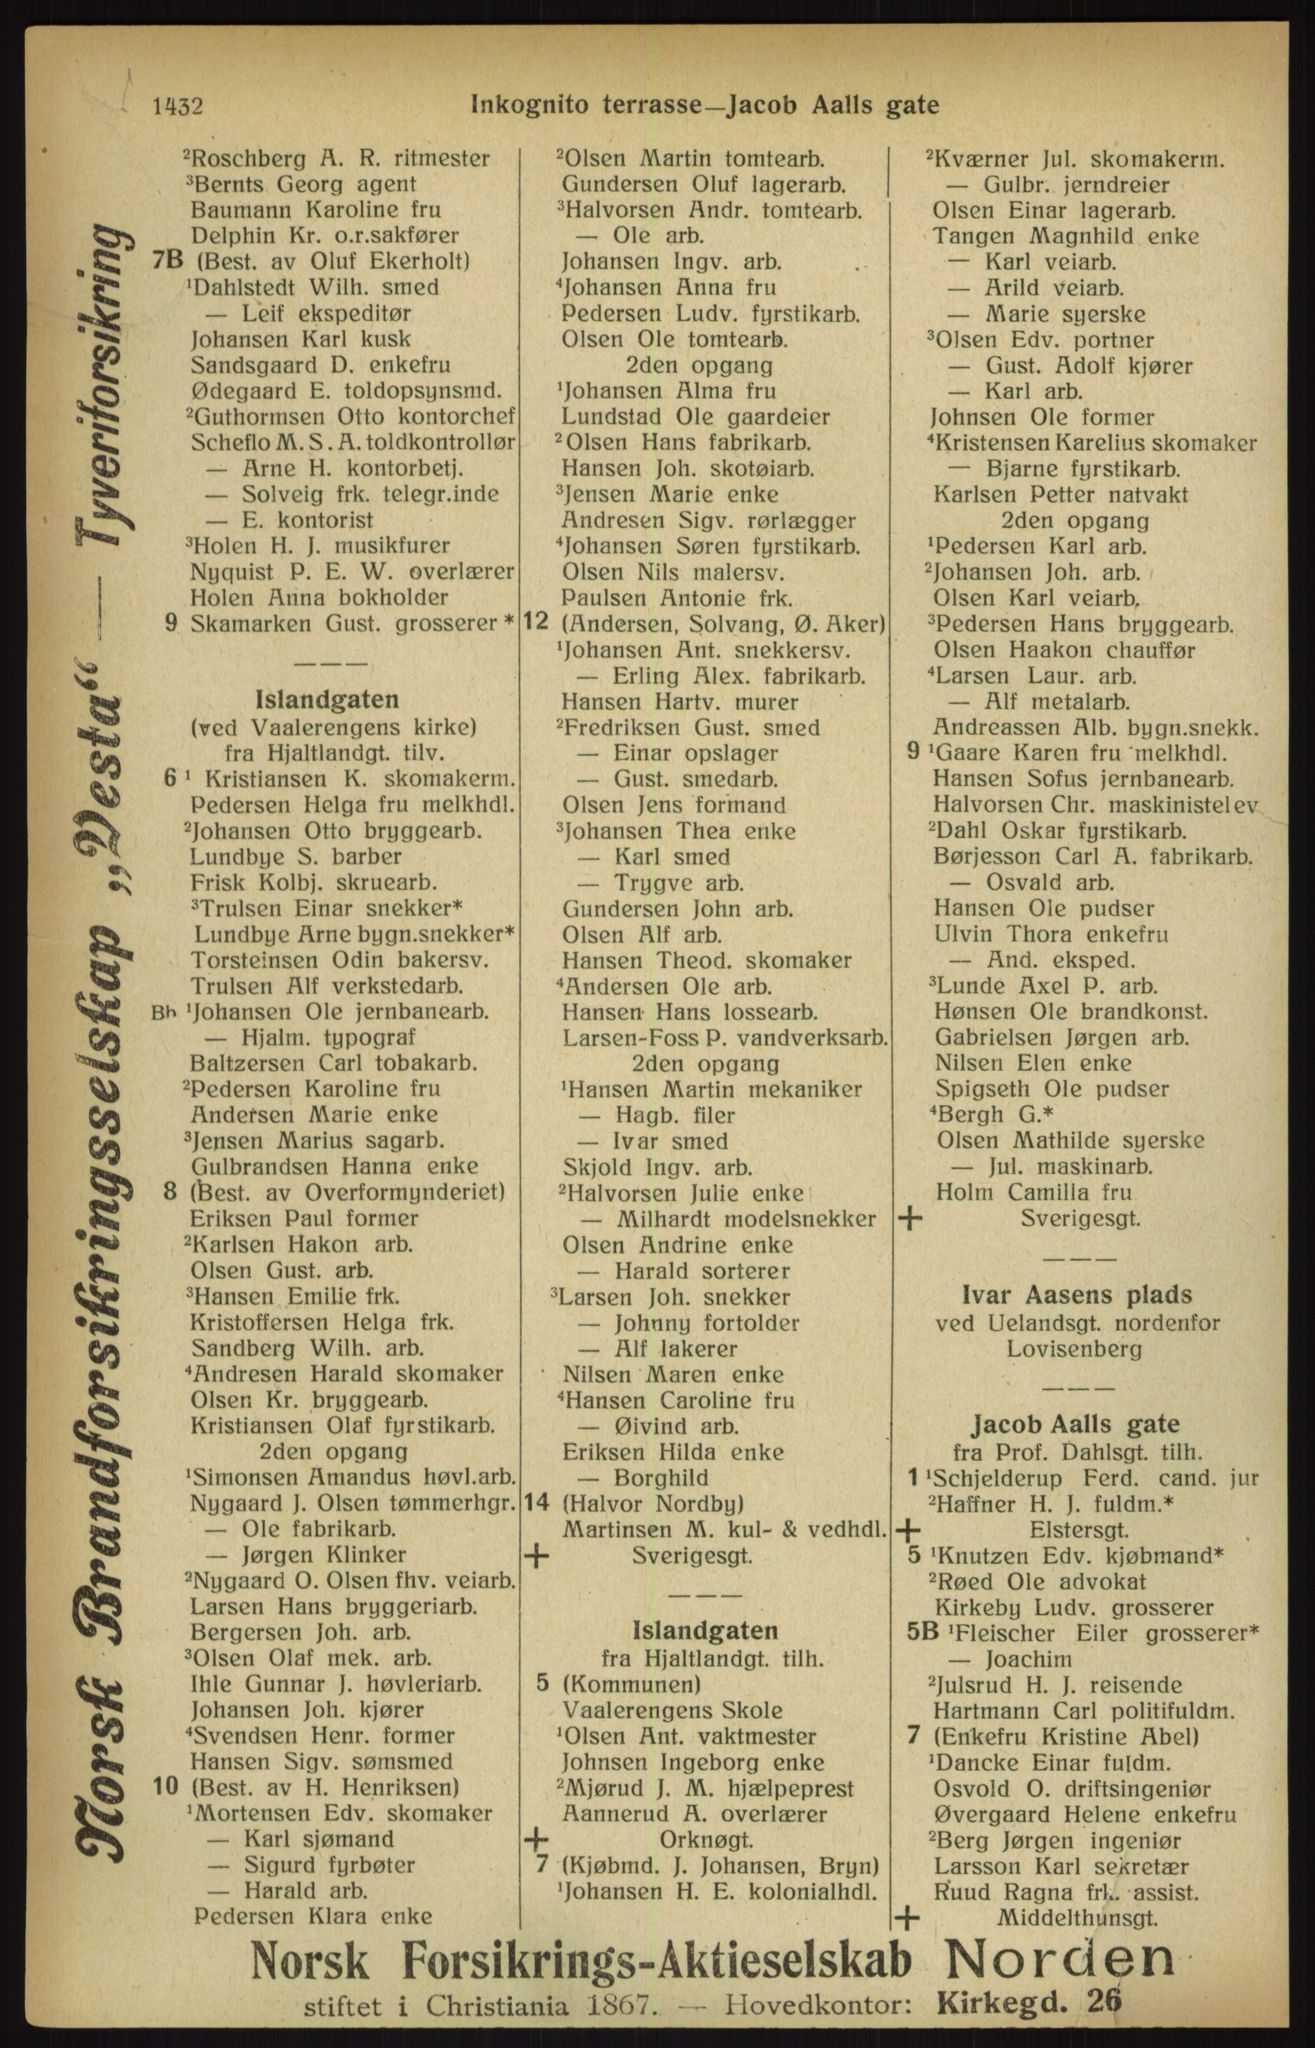 1432
Inkognito terrasse—Jacob Aalls gate
Norsk Brandforsikringsselskap „Vesta“ — Tyveriforsikring
²Roschberg A. R. ritmester
³Bernts Georg agent
Baumann Karoline fru
Delphin Kr. o.r.sakfører
7B (Best. av Oluf Ekerholt)
¹Dahlstedt Wilh. smed
— Leif ekspeditør
Johansen Karl kusk
Sandsgaard D. enkefru
Ødegaard E. toldopsynsmd.
²Guthormsen Otto kontorchef
Scheflo M. S. A. toldkontrollør
— Arne H. kontorbetj.
— Solveig frk. telegr.inde
— E. kontorist
³Holen H. J. musikfurer
Nyquist P. E. W. overlærer
Holen Anna bokholder
9 Skamarken Gust. grosserer *
———
Islandgaten
(ved Vaalerengens kirke)
fra Hjaltlandgt. tilv.
6 ¹ Kristiansen K. skomakerm.
Pedersen Helga fru melkhdl.
²Johansen Otto bryggearb.
Lundbye S. barber
Frisk Kolbj. skruearb.
³Trulsen Einar snekker*
Lundbye Arne bygn.snekker*
Torsteinsen Odin bakersv.
Trulsen Alf verkstedarb.
Bh ¹Johansen Ole jernbanearb.
— Hjalm. typograf
Baltzersen Carl tobakarb.
²Pedersen Karoline fru
Andersen Marie enke
³Jensen Marius sagarb.
Gulbrandsen Hanna enke
8 (Best. av Overformynderiet)
Eriksen Paul former
²Karlsen Hakon arb.
Olsen Gust. arb.
³Hansen Emilie frk.
Kristoffersen Helga frk.
Sandberg Wilh. arb.
⁴Andresen Harald skomaker
Olsen Kr. bryggearb.
Kristiansen Olaf fyrstikarb.
2den opgang
¹Simonsen Amandus høvl.arb.
Nygaard J. Olsen tømmerhgr.
— Ole fabrikarb.
— Jørgen Klinker
²Nygaard O. Olsen fhv. veiarb.
Larsen Hans bryggeriarb.
Bergersen Joh. arb.
³Olsen Olaf mek. arb.
Ihle Gunnar J. høvleriarb.
Johansen Joh. kjører
⁴Svendsen Henr. former
Hansen Sigv. sømsmed
10 (Best. av H. Henriksen)
¹Mortensen Edv. skomaker
— Karl sjømand
— Sigurd fyrbøter
— Harald arb.
Pedersen Klara enke
²Olsen Martin tomtearb.
Gundersen Oluf lagerarb.
³Halvorsen Andr. tomtearb.
— Ole arb.
Johansen Ingv. arb.
⁴Johansen Anna fru
Pedersen Ludv. fyrstikarb.
Olsen Ole tomtearb.
2den opgang
¹Johansen Alma fru
Lundstad Ole gaardeier
²Olsen Hans fabrikarb.
Hansen Joh. skotøiarb.
³Jensen Marie enke
Andresen Sigv. rørlægger
⁴Johansen Søren fyrstikarb.
Olsen Nils malersv.
Paulsen Antonie frk.
12 (Andersen, Solvang, Ø. Aker)
¹Johansen Ant. snekkersv.
— Erling Alex. fabrikarb.
Hansen Hartv. murer
²Fredriksen Gust. smed
— Einar opslager
— Gust. smedarb.
Olsen Jens formand
³Johansen Thea enke
— Karl smed
— Trygve arb.
Gundersen John arb.
Olsen Alf arb.
Hansen Theod. skomaker
⁴Andersen Ole arb.
Hansen Hans lossearb.
Larsen-Foss P. vandverksarb.
2den opgang
¹Hansen Martin mekaniker
— Hagb. filer
— Ivar smed
Skjold Ingv. arb.
²Halvorsen Julie enke
— Milhardt modelsnekker
Olsen Andrine enke
— Harald sorterer
³Larsen Joh. snekker
— Johnny fortolder
— Alf lakerer
Nilsen Maren enke
⁴Hansen Caroline fru
— Øivind arb.
Eriksen Hilda enke
— Borghild
14 (Halvor Nordby)
Martinsen M. kul- & vedhdl.
+ Sverigesgt.
———
Islandgaten
fra Hjaltlandgt. tilh.
5 (Kommunen)
Vaalerengens Skole
¹Olsen Ant. vaktmester
Johnsen Ingeborg enke
²Mjørud J. M. hjælpeprest
Aannerud A. overlærer
+ Orknøgt.
7 (Kjøbmd. J. Johansen, Bryn)
¹Johansen H. E. kolonialhdl.
²Kværner Jul. skomakerm.
— Gulbr. jerndreier
Olsen Einar lagerarb.
Tangen Magnhild enke
— Karl veiarb.
— Arild veiarb.
— Marie syerske
³Olsen Edv. portner
— Gust. Adolf kjører
— Karl arb.
Johnsen Ole former
⁴Kristensen Karelius skomaker
— Bjarne fyrstikarb.
Karlsen Petter natvakt
2den opgang
¹Pedersen Karl arb.
²Johansen Joh. arb.
Olsen Karl veiarb.
³Pedersen Hans bryggearb.
Olsen Haakon chauffør
⁴Larsen Laur. arb.
— Alf metalarb.
Andreassen Alb. bygn.snekk.
9 ¹Gaare Karen fru melkhdl.
Hansen Sofus jernbanearb.
Halvorsen Chr. maskinistelev
²Dahl Oskar fyrstikarb.
Børjesson Carl A. fabrikarb.
— Osvald arb.
Hansen Ole pudser
Ulvin Thora enkefru
— And. eksped.
³Lunde Axel P. arb.
Hønsen Ole brandkonst.
Gabrielsen Jørgen arb.
Nilsen Elen enke
Spigseth Ole pudser
⁴Bergh G.*
Olsen Mathilde syerske
— Jul. maskinarb.
Holm Camilla fru
+ Sverigesgt.
———
Ivar Aasens plads
ved Uelandsgt. nordenfor
Lovisenberg
———
Jacob Aalls gate
fra Prof. Dahlsgt. tilh.
1 ¹Schjelderup Ferd. cand. jur
²Haffner H. J. fuldm.*
+ Elstersgt.
5 ¹Knutzen Edv. kjøbmand*
²Røed Ole advokat
Kirkeby Ludv. grosserer
5B ¹Fleischer Eiler grosserer*
— Joachim
²Julsrud H. J. reisende
Hartmann Carl politifuldm.
7 (Enkefru Kristine Abel)
¹Dancke Einar fuldm.
Osvold O. driftsingeniør
Øvergaard Helene enkefru
²Berg Jørgen ingeniør
Larsson Karl sekretær
Ruud Ragna frk. assist.
+ Middelthunsgt.
Norsk Forsikrings-Aktieselskab Norden
stiftet i Christiania 1867. — Hovedkontor: Kirkegd. 26